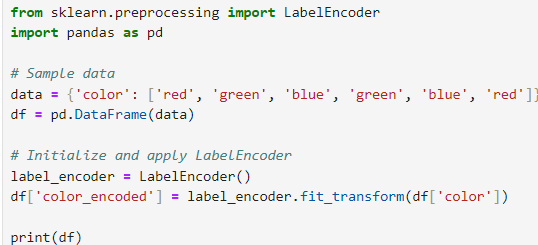 from sklearn.preprocessing import LabelEncoder
import pandas as pd
# Sample data
data = {'color': ['red', 'green', 'blue', 'green', 'blue', 'red']}
df = pd.DataFrame(data)
# Initialize and apply LabelEncoder
label_encoder = LabelEncoder()
df['color_encoded'] = label_encoder.fit_transform(df['color'])
print(df)